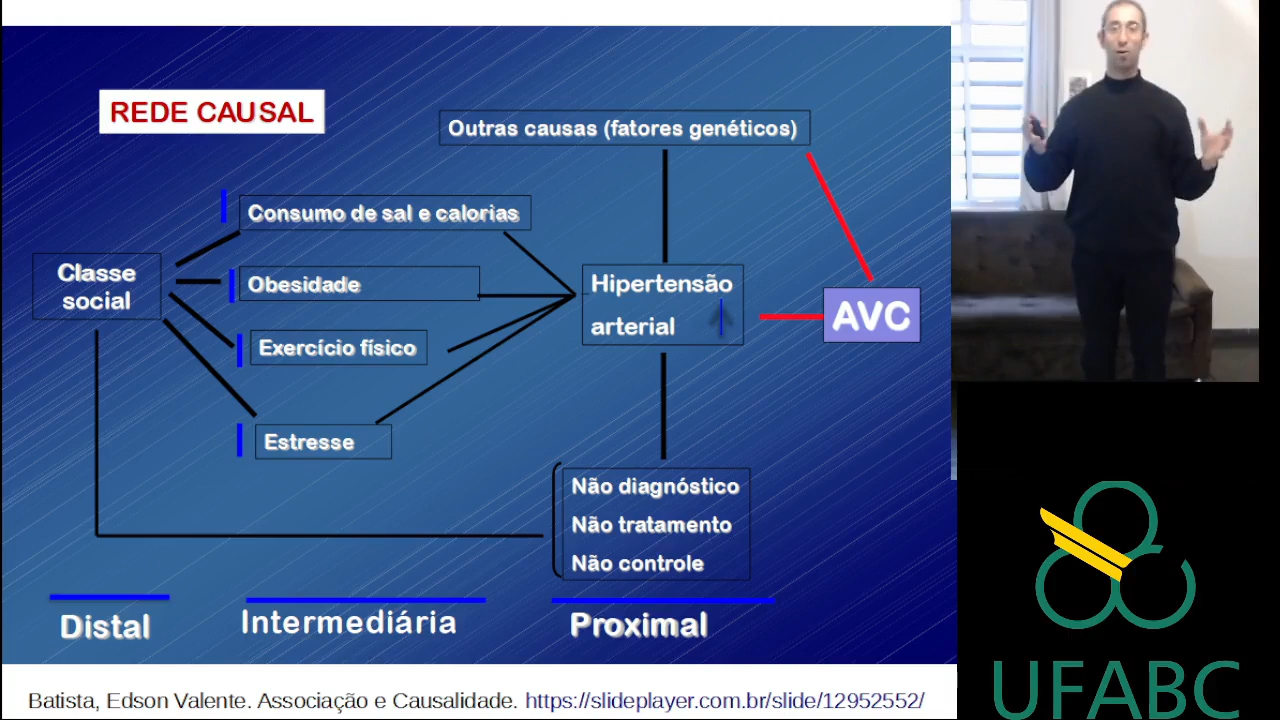 REDE CAUSAL
Outras causas (fatores genéticos)
Consumo de sal e calorias
Classe
social
Obesidade
Hipertensão
arterial
AVC
Exercício físico
Estresse
Não diagnóstico
Não tratamento
Não controle
Distal
Intermediária
Proximal
Batista, Edson Valente. Associação e Causalidade. https://slideplayer.com.br/slide/12952552/
UFABC